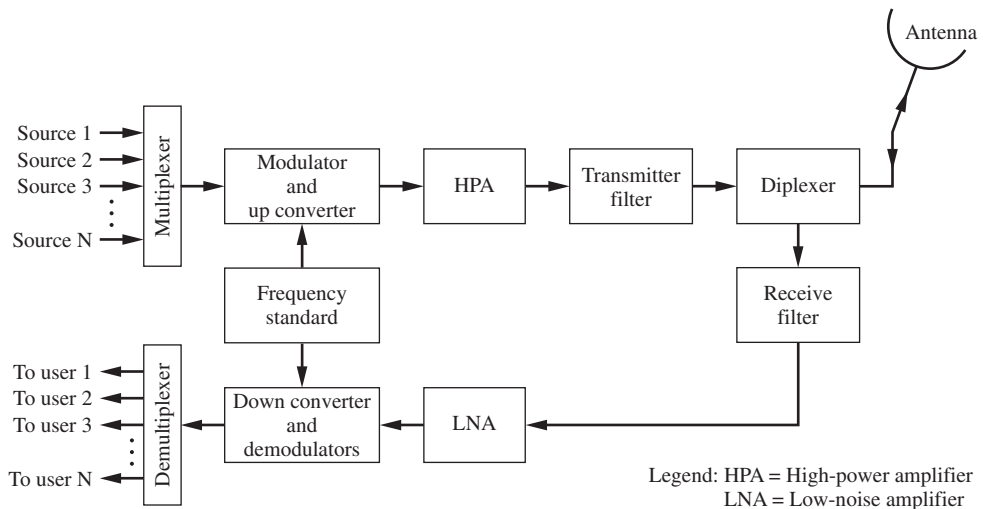 Antenna
Source 1
Source 2
Source 3
Source N
Multiplexer
Modulator
and
up converter
HPA
Transmitter
filter
Diplexer
Frequency
standard
Receive
filter
To user 1
To user 2
To user 3
To user N
Demultiplexer
Down converter
and
demodulators
LNA
Legend: HPA = High-power amplifier
LNA = Low-noise amplifier